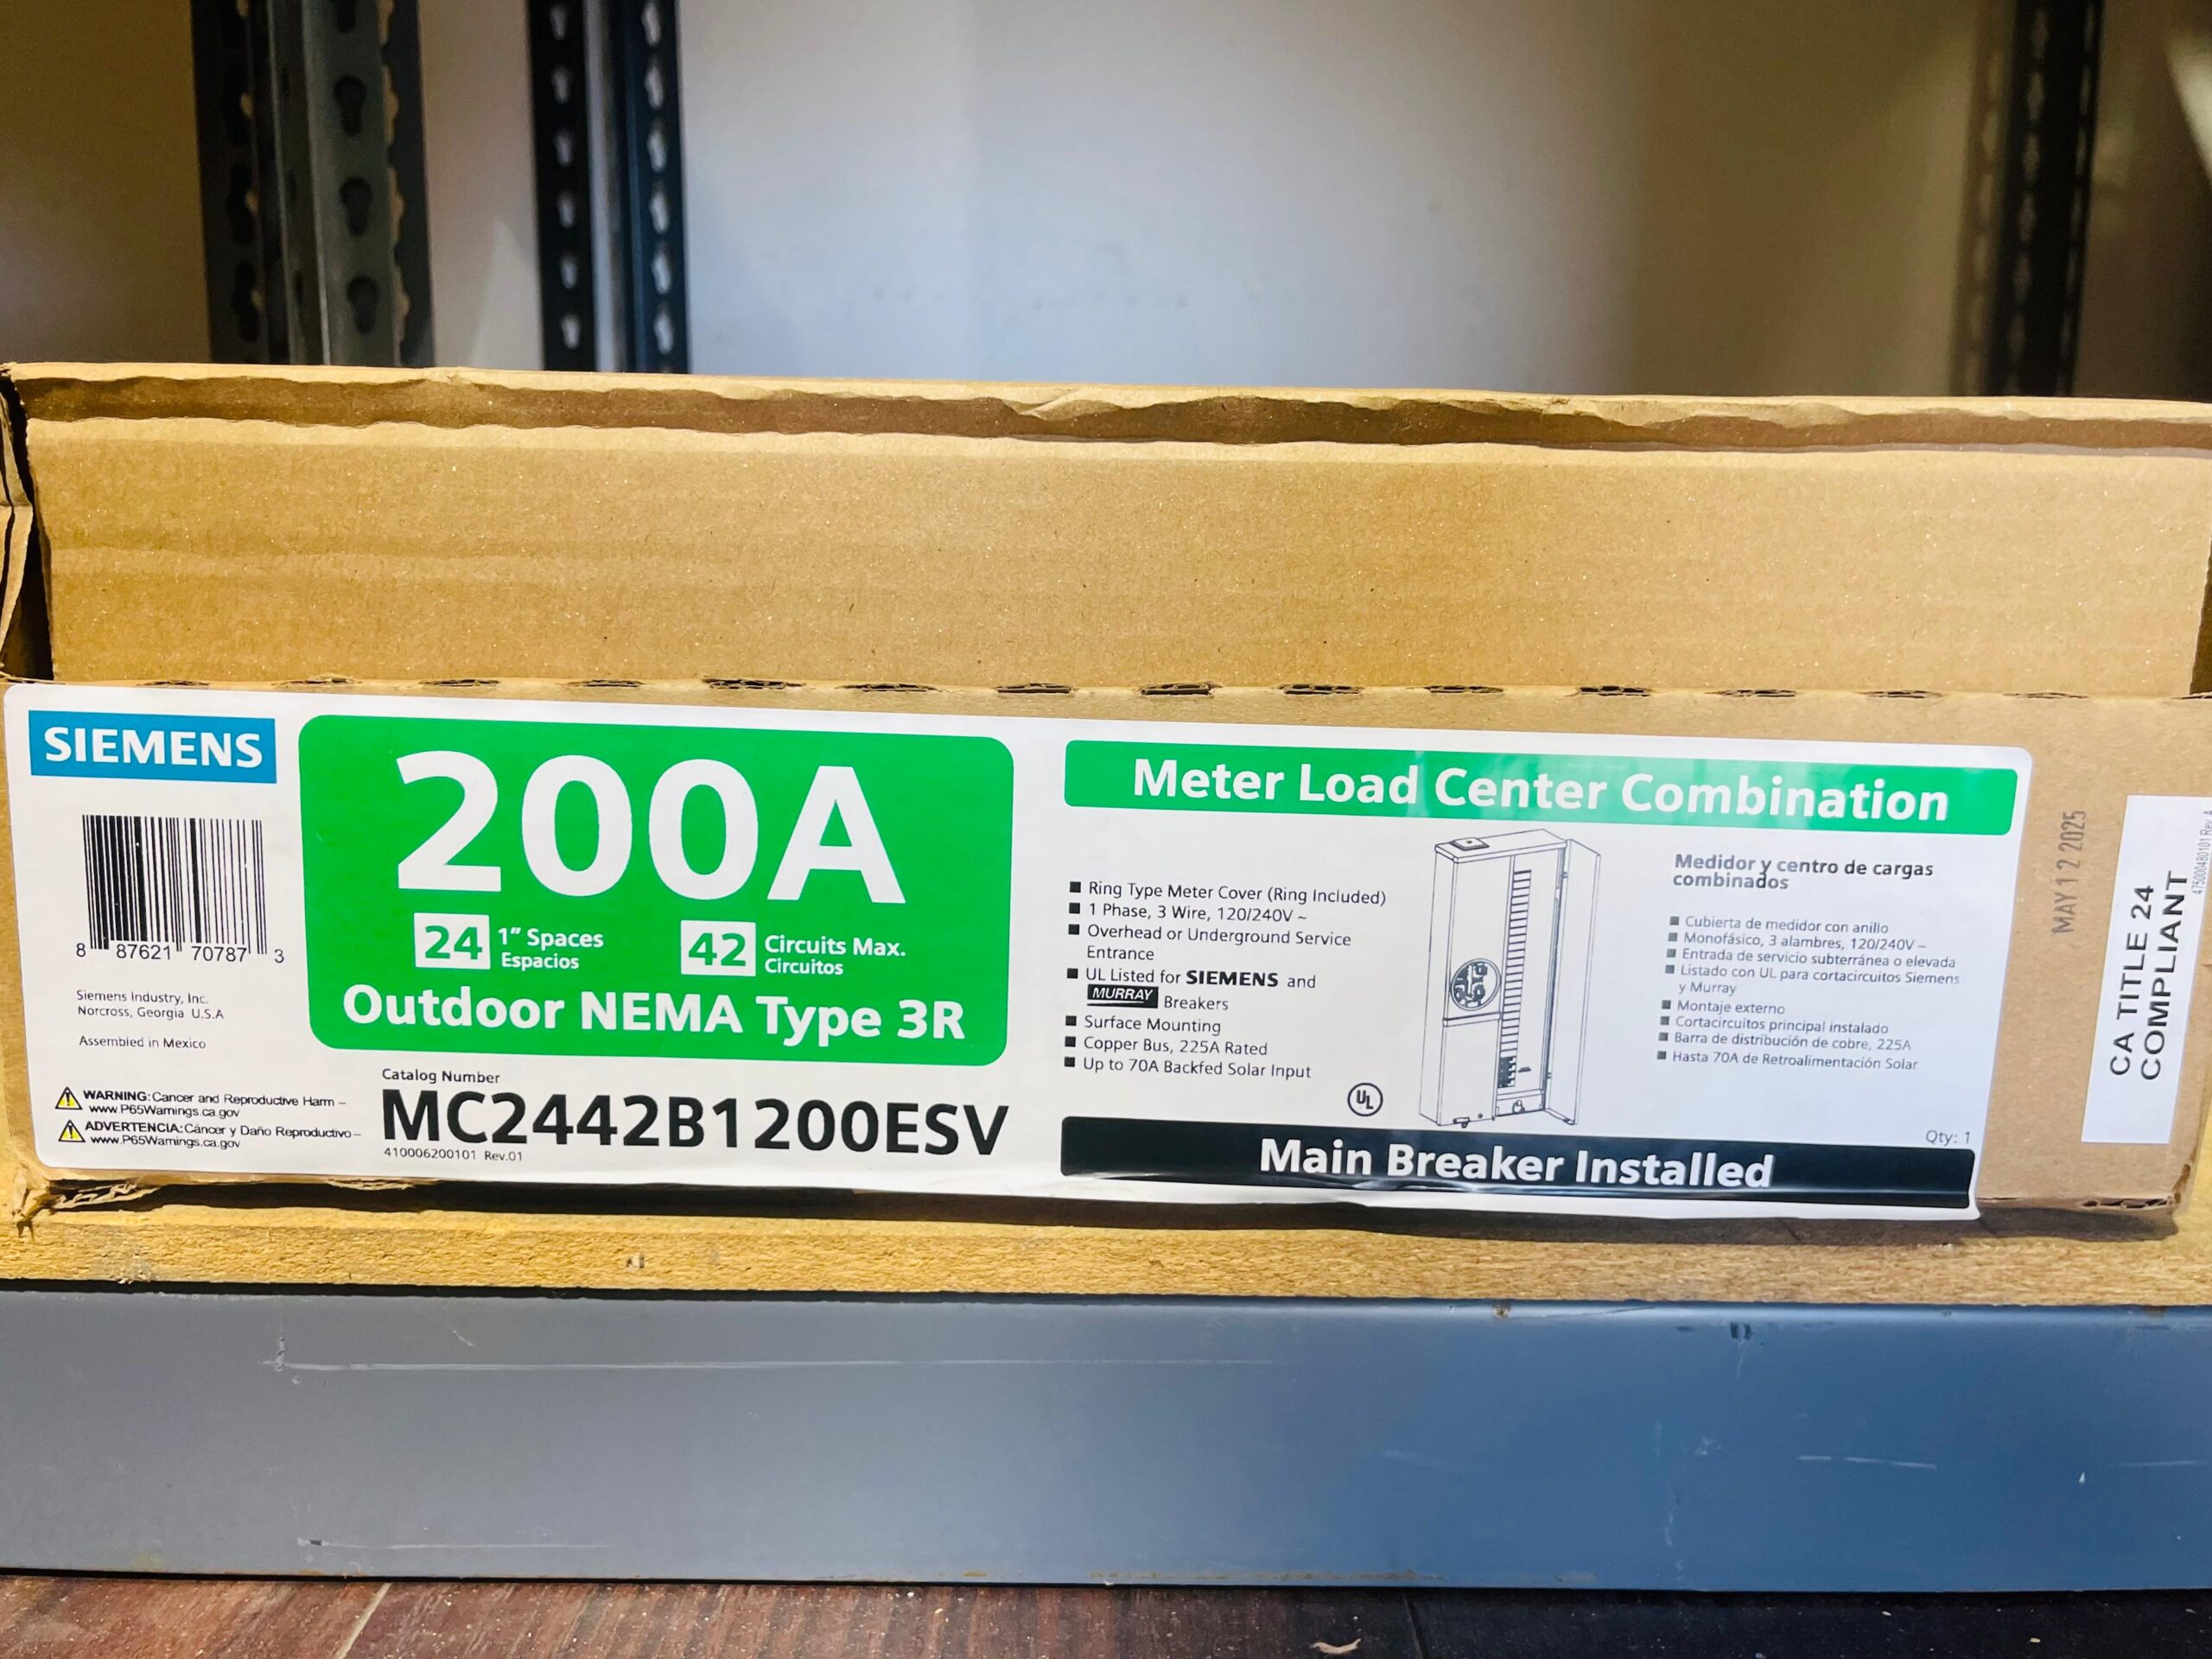 SIEMENS
8 87621 70787 3
Siemens Industry, Inc.
Norcross, Georgia U.S.A
Assembled in Mexico
WARNING: Cancer and Reproductive Harm –
www.P65Warnings.ca.gov
ADVERTENCIA: Cáncer y Daño Reproductivo–
www.P65Warnings.ca.gov
200A
24 1” Spaces
Espacios
42 Circuits Max.
Circuitos
Outdoor NEMA Type 3R
Catalog Number
MC2442B1200ESV
410006200101 Rev.01
Meter Load Center Combination
■ Ring Type Meter Cover (Ring Included)
■ 1 Phase, 3 Wire, 120/240V ~
■ Overhead or Underground Service
Entrance
■ UL Listed for SIEMENS and
MURRAY Breakers
■ Surface Mounting
■ Copper Bus, 225A Rated
■ Up to 70A Backfed Solar Input
UL
Medidor y centro de cargas
combinados
■ Cubierta de medidor con anillo
■ Monofásico, 3 alambres, 120/240V ~
■ Entrada de servicio subterránea o elevada
■ Listado con UL para cortacircuitos Siemens
y Murray
■ Montaje externo
■ Cortacircuitos principal instalado
■ Barra de distribución de cobre, 225A
■ Hasta 70A de Retroalimentación Solar
Qty: 1
Main Breaker Installed
MAY 12 2025
CA TITLE 24
COMPLIANT
475000480101 Rev. A